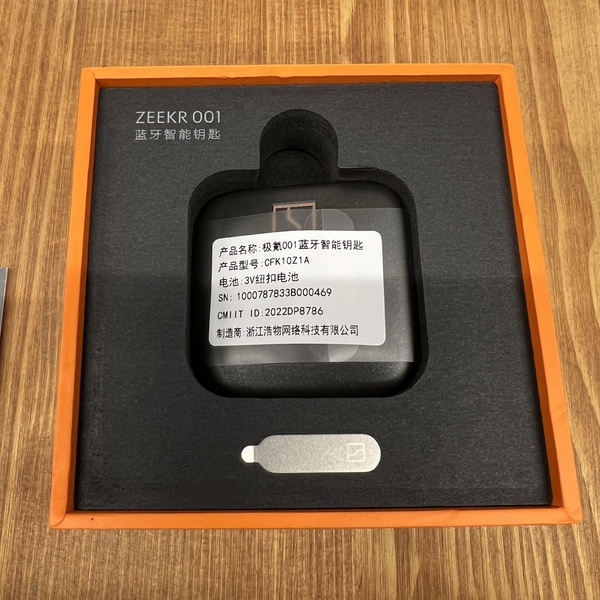 ZEEKR 001
蓝牙智能钥匙
产品名称:极氪001蓝牙智能钥匙
产品型号:CFK10Z1A
电池:3V纽扣电池
SN: 1000787833B000469
CMIIT ID:2022DP8786
制造商:浙江浩物网络科技有限公司